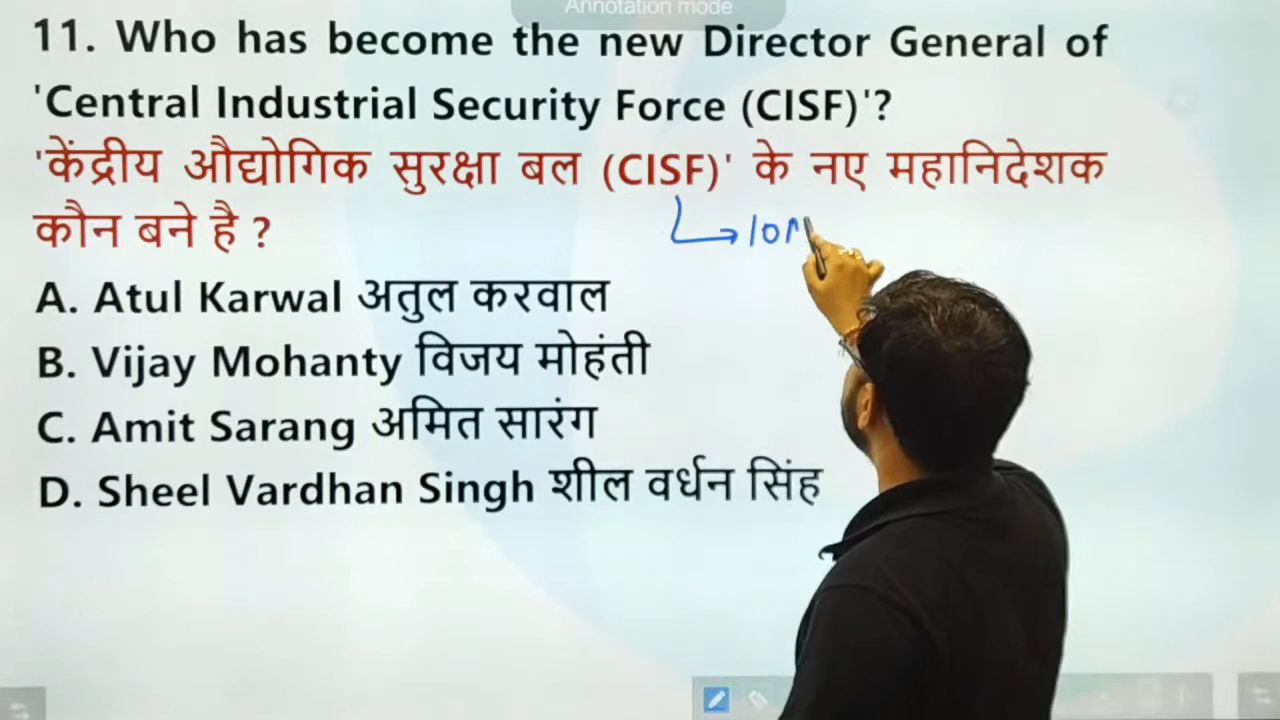 Annotation mode
11. Who has become the new Director General of
'Central Industrial Security Force (CISF)'?
'केंद्रीय औद्योगिक सुरक्षा बल (CISF)' के नए महानिदेशक
कौन बने है ?
10M
A. Atul Karwal अतुल करवाल
B. Vijay Mohanty विजय मोहंती
C. Amit Sarang अमित सारंग
D. Sheel Vardhan Singh शील वर्धन सिंह